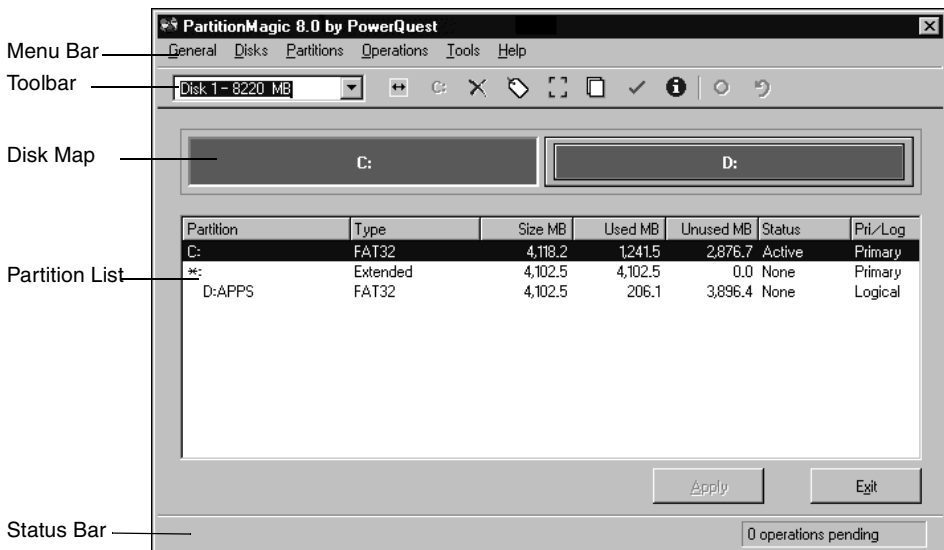 PartitionMagic 8.0 by PowerQuest
Menu Bar
General Disks Partitions Operations Tools Help
Toolbar
Disk 1 - 8220 MB
C:
Disk Map
C: D:
Partition Type Size MB Used MB Unused MB Status Pri/Log
C: FAT32 4,118.2 1,241.5 2,876.7 Active Primary
Partition List
*: Extended 4,102.5 4,102.5 0.0 None Primary
D:APPS FAT32 4,102.5 206.1 3,896.4 None Logical
Apply Exit
Status Bar
0 operations pending